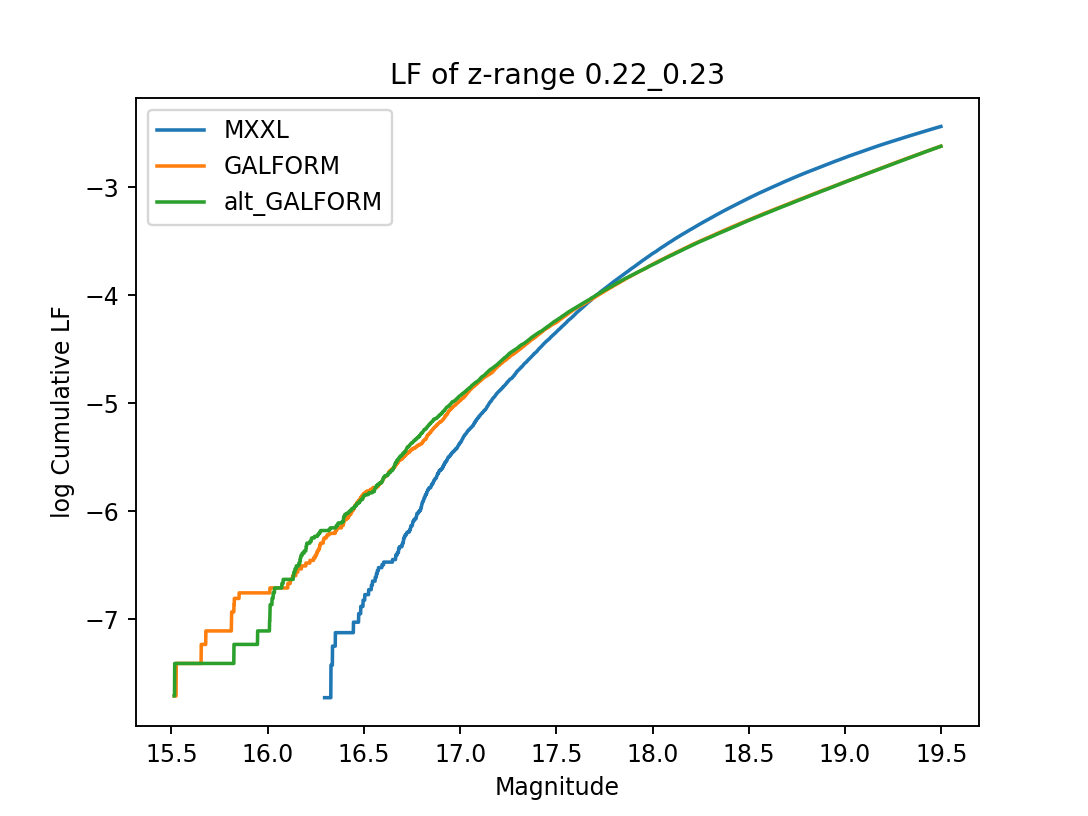 LF of z-range 0.22_0.23
MXXL
GALFORM
alt_GALFORM
log Cumulative LF
−3
−4
−5
−6
−7
15.5 16.0 16.5 17.0 17.5 18.0 18.5 19.0 19.5
Magnitude